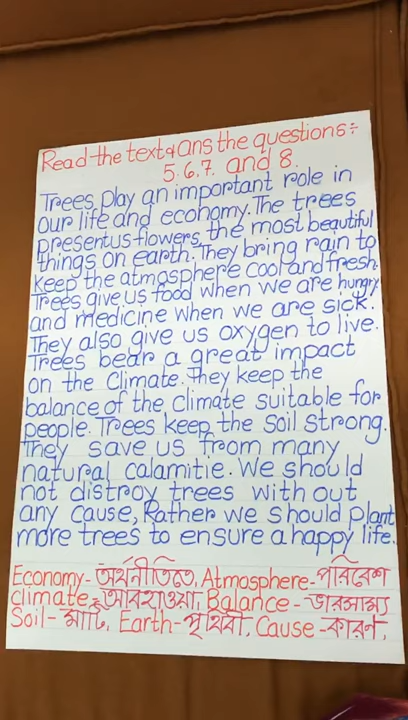 Read the text & ans the questions÷
5.6.7. and 8.
Trees play an important role in
our life and economy. The trees
present us flowers, the most beautiful
things on earth. They bring rain to
keep the atmosphere cool and fresh.
Trees give us food when we are hungry
and medicine when we are sick.
They also give us oxygen to live.
Trees bear a great impact
on the Climate. They keep the
balance of the Climate suitable for
people. Trees keep the Soil strong.
They save us from many
natural calamitie. We should
not distroy trees with out
any cause, Rather we should plant
more trees to ensure a happy life.
Economy - অর্থনীতিতে, Atmosphere - পরিবেশ
climate - আবহাওয়া, Balance - ভারসাম্য
Soil - মাটি, Earth - পৃথিবী, Cause - কারণ,